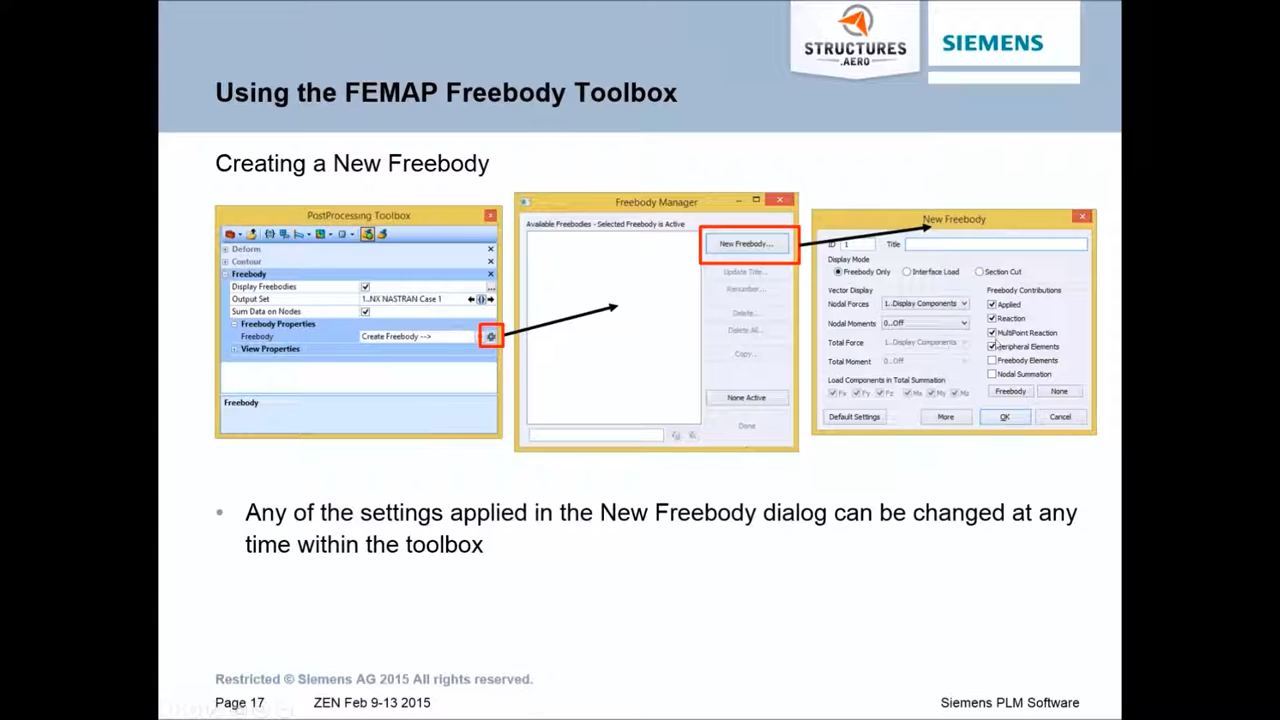 STRUCTURES
.AERO
SIEMENS
Using the FEMAP Freebody Toolbox
Creating a New Freebody
PostProcessing Toolbox
Deform
Contour
Freebody
Display Freebodies
Output Set 1..NX NASTRAN Case 1
Sum Data on Nodes
Freebody Properties
Freebody Create Freebody -->
View Properties
Freebody
Freebody Manager
Available Freebodies - Selected Freebody is Active
New Freebody...
Update Title...
Renumber...
Delete...
Delete All...
Copy...
None Active
Done
New Freebody
ID 1 Title
Display Mode
Freebody Only Interface Load Section Cut
Vector Display Freebody Contributions
Nodal Forces 1..Display Components Applied
Reaction
Nodal Moments 0..Off MultiPoint Reaction
Total Force 1..Display Components Peripheral Elements
Total Moment 0..Off Freebody Elements
Nodal Summation
Load Components in Total Summation
Fx Fy Fz Mx My Mz Freebody None
Default Settings More OK Cancel
• Any of the settings applied in the New Freebody dialog can be changed at any
time within the toolbox
Restricted © Siemens AG 2015 All rights reserved.
Page 17 ZEN Feb 9-13 2015 Siemens PLM Software